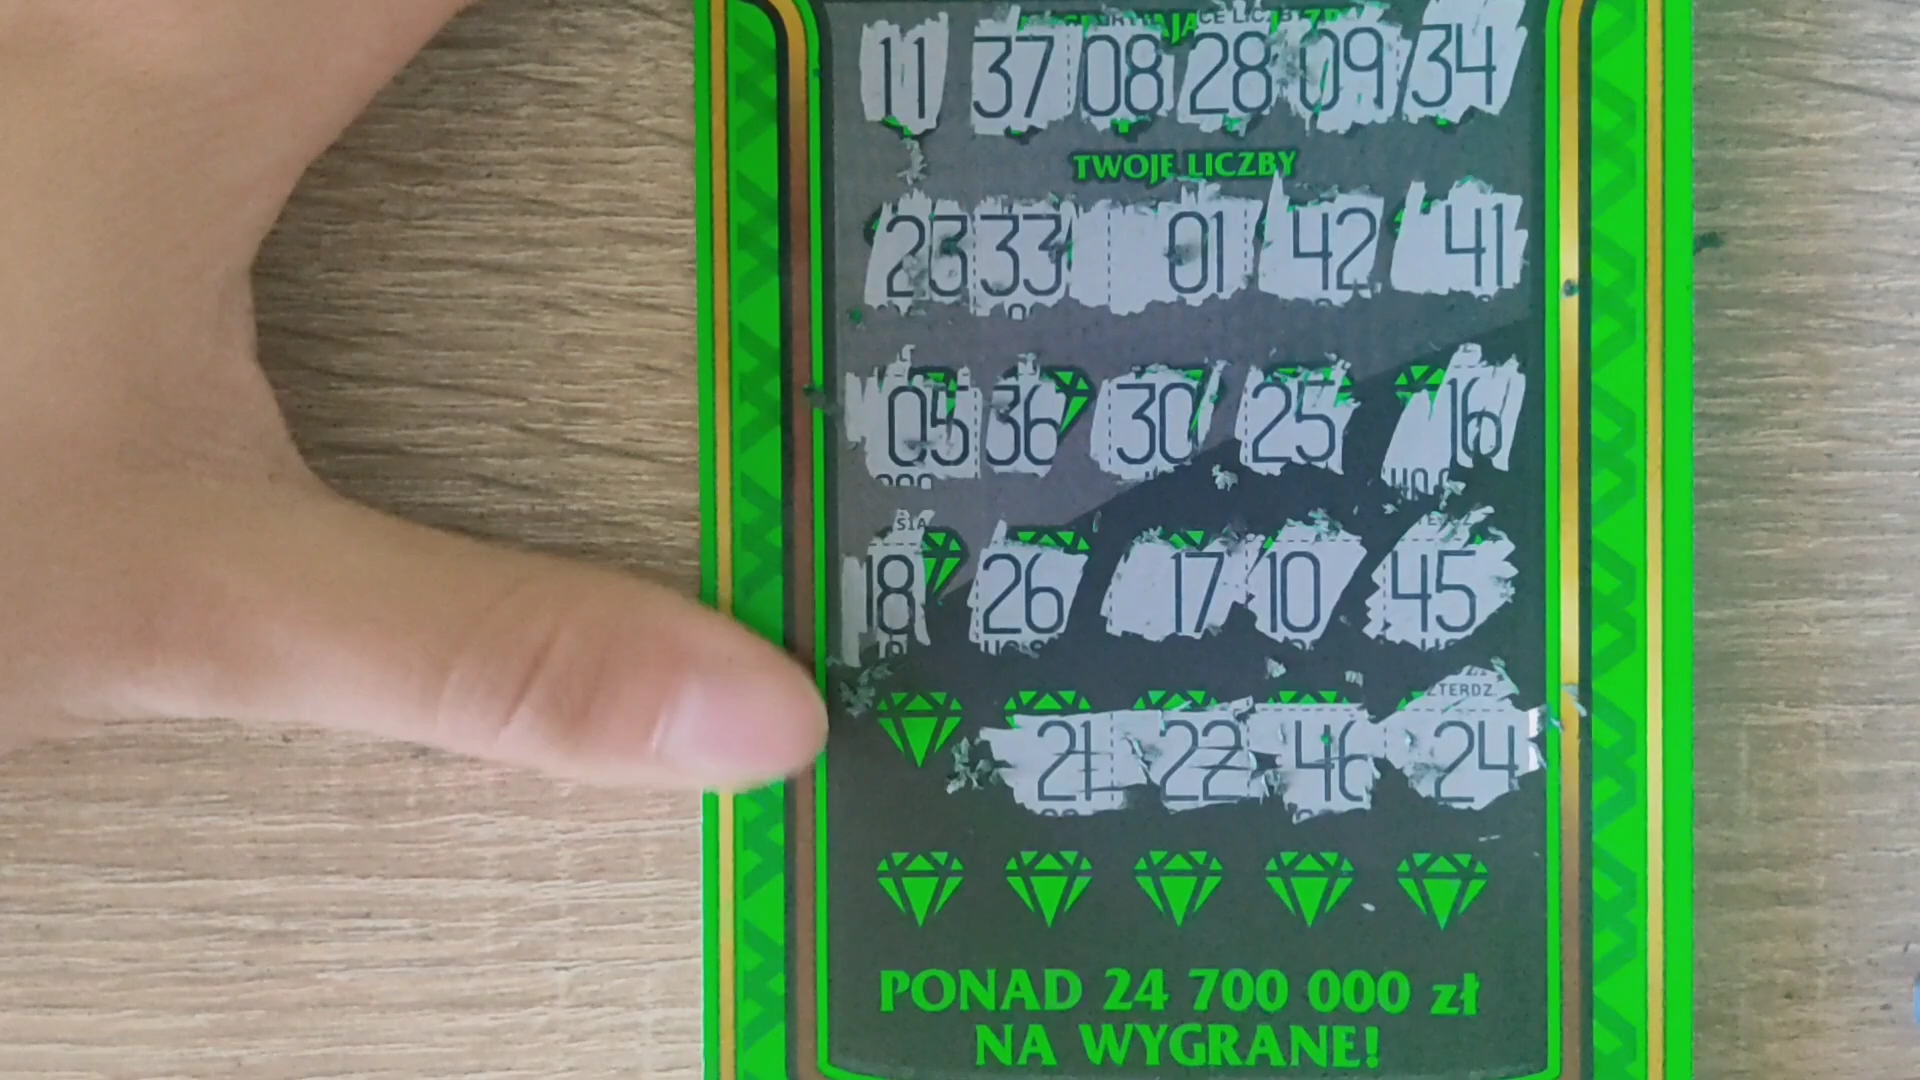 11 37 08 28 09 34
TWOJE LICZBY
23 33 01 42 41
05 36 30 25 16
18 26 17 10 45
21 22 46 24
PONAD 24 700 000 zł
NA WYGRANE!